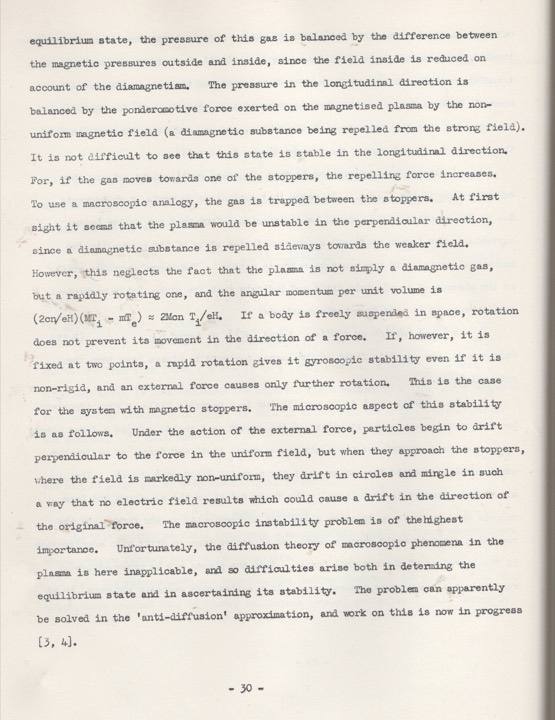 equilibrium state, the pressure of this gas is balanced by the difference between
the magnetic pressures outside and inside, since the field inside is reduced on
account of the diamagnetism. The pressure in the longitudinal direction is
balanced by the ponderomotive force exerted on the magnetised plasma by the non-
uniform magnetic field (a diamagnetic substance being repelled from the strong field).
It is not difficult to see that this state is stable in the longitudinal direction.
For, if the gas moves towards one of the stoppers, the repelling force increases.
To use a macroscopic analogy, the gas is trapped between the stoppers. At first
sight it seems that the plasma would be unstable in the perpendicular direction,
since a diamagnetic substance is repelled sideways towards the weaker field.
However, this neglects the fact that the plasma is not simply a diamagnetic gas,
but a rapidly rotating one, and the angular momentum per unit volume is
(2cn/eH)(MT_i - mT_e) ≈ 2Mcn T_i/eH. If a body is freely suspended in space, rotation
does not prevent its movement in the direction of a force. If, however, it is
fixed at two points, a rapid rotation gives it gyroscopic stability even if it is
non-rigid, and an external force causes only further rotation. This is the case
for the system with magnetic stoppers. The microscopic aspect of this stability
is as follows. Under the action of the external force, particles begin to drift
perpendicular to the force in the uniform field, but when they approach the stoppers,
where the field is markedly non-uniform, they drift in circles and mingle in such
a way that no electric field results which could cause a drift in the direction of
the original force. The macroscopic instability problem is of thehighest
importance. Unfortunately, the diffusion theory of macroscopic phenomena in the
plasma is here inapplicable, and so difficulties arise both in determing the
equilibrium state and in ascertaining its stability. The problem can apparently
be solved in the 'anti-diffusion' approximation, and work on this is now in progress
[3, 4].
- 30 -